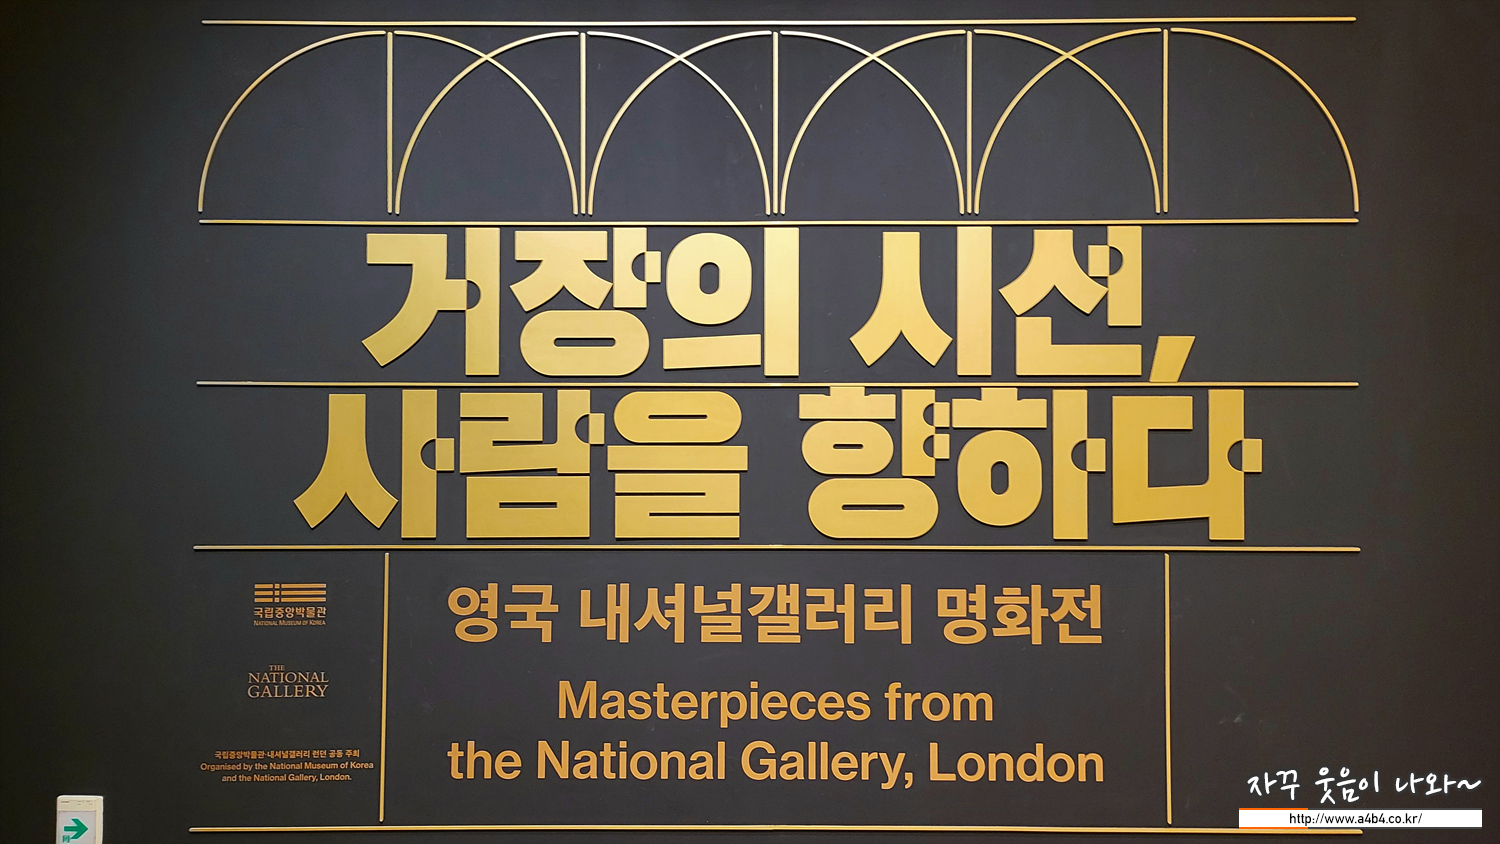 거장의 시선,
사람을 향하다
국립중앙박물관
NATIONAL MUSEUM OF KOREA
THE
NATIONAL
GALLERY
국립중앙박물관·내셔널갤러리 런던 공동 주최
Organised by the National Museum of Korea
and the National Gallery, London.
영국 내셔널갤러리 명화전
Masterpieces from
the National Gallery, London
자꾸 웃음이 나와~
http://www.a4b4.co.kr/